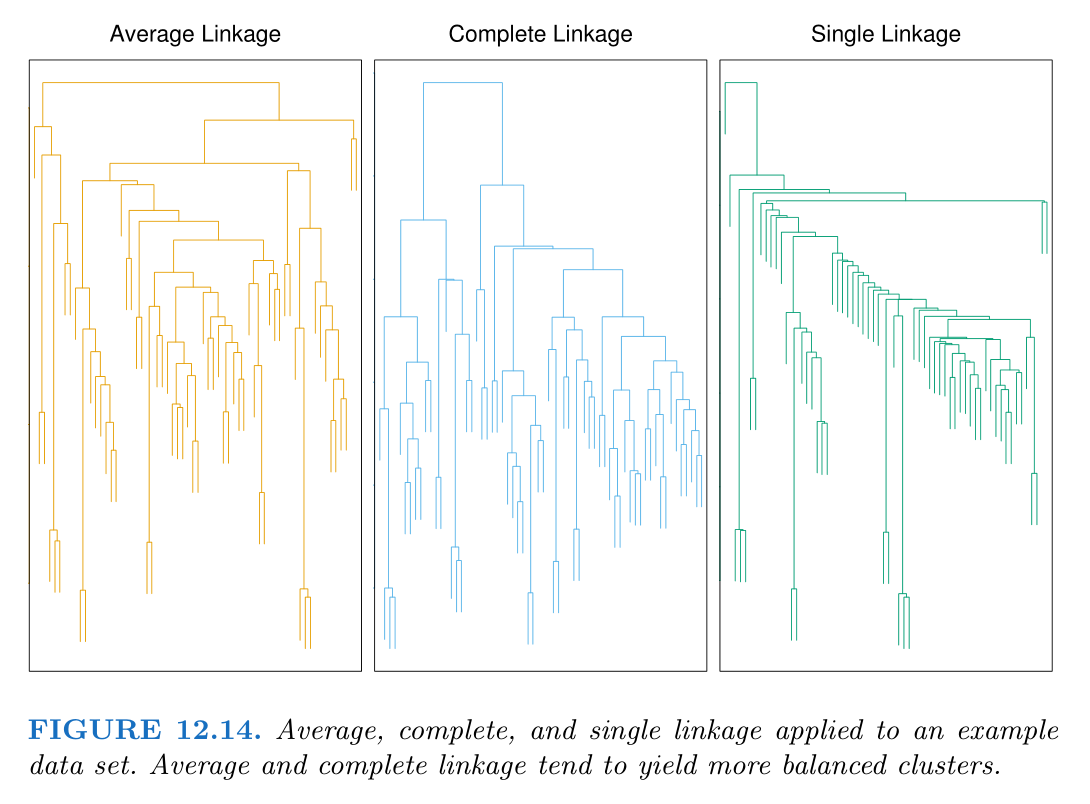 Average Linkage
Complete Linkage
Single Linkage
FIGURE 12.14. Average, complete, and single linkage applied to an example
data set. Average and complete linkage tend to yield more balanced clusters.